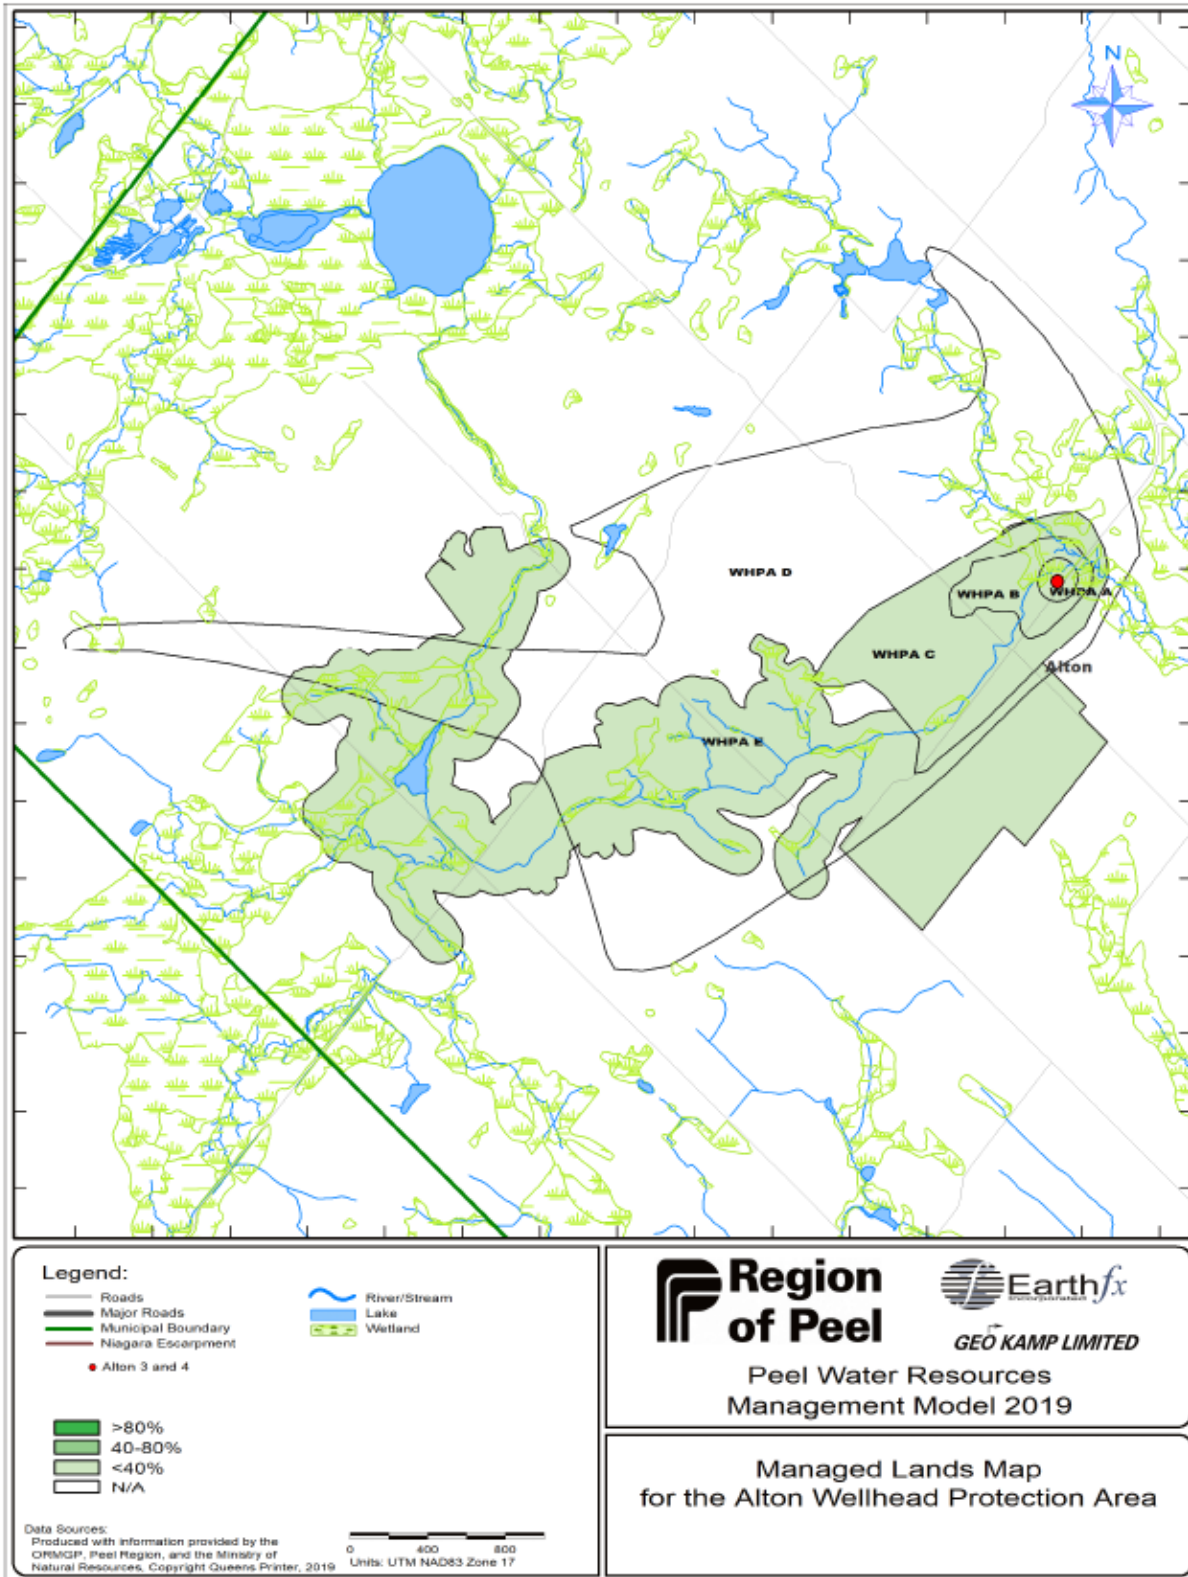 N
WHPA D
WHPA B
WHPA A
WHPA C
Alton
WHPA E
Legend:
Roads
Major Roads
Municipal Boundary
Niagara Escarpment
Alton 3 and 4
River/Stream
Lake
Wetland
>80%
40-80%
<40%
N/A
Data Sources:
Produced with information provided by the
ORMGP, Peel Region, and the Ministry of
Natural Resources, Copyright Queens Printer, 2019
0 400 800
Units: UTM NAD83 Zone 17
Region
of Peel
Earthfx
Incorporated
GEO KAMP LIMITED
Peel Water Resources
Management Model 2019
Managed Lands Map
for the Alton Wellhead Protection Area